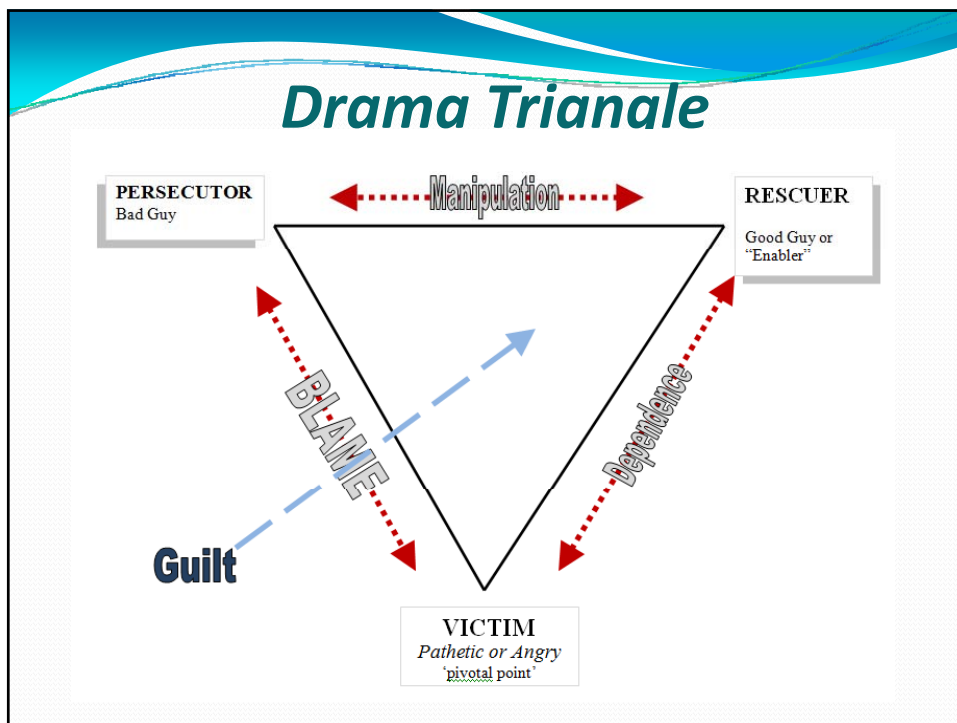 Drama Triangle
PERSECUTOR
Bad Guy
Manipulation
RESCUER
Good Guy or
“Enabler”
BLAME
Dependence
Guilt
VICTIM
Pathetic or Angry
‘pivotal point’